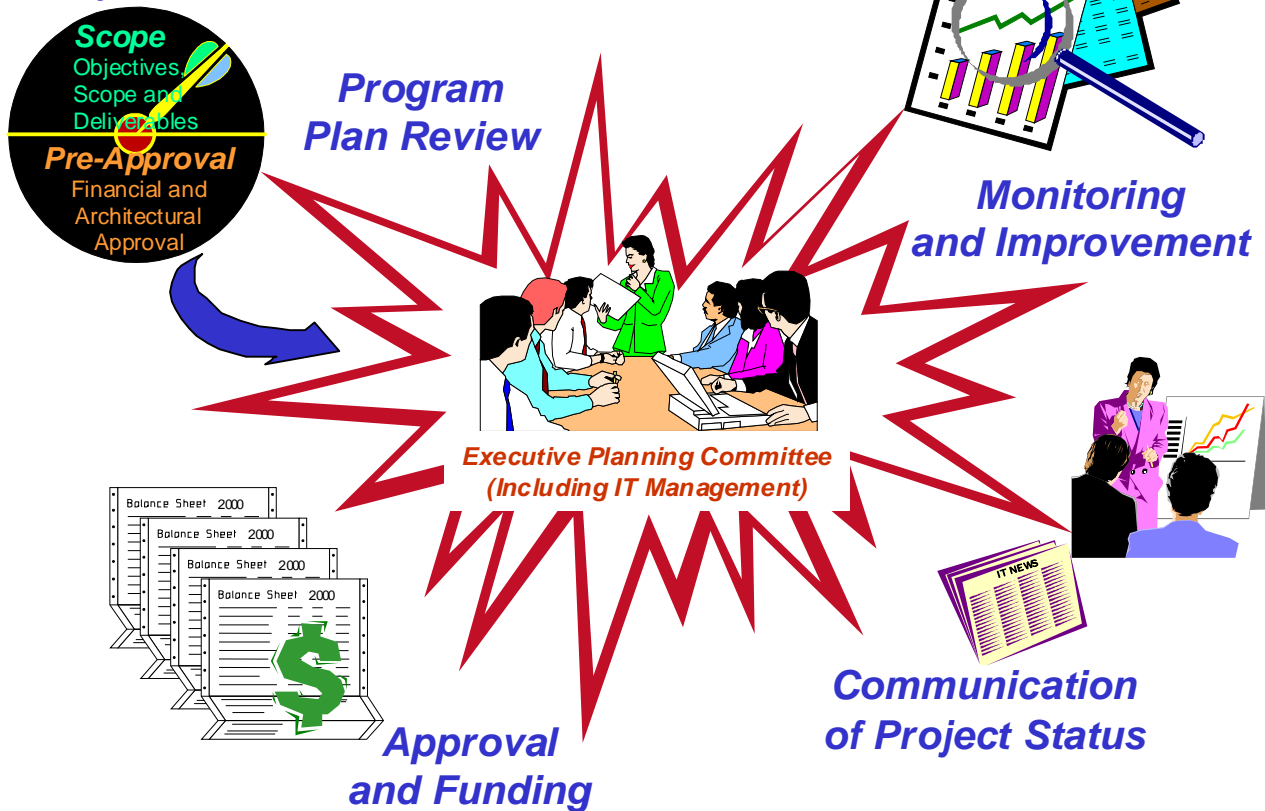 Scope
Objectives,
Scope and
Deliverables
Pre-Approval
Financial and
Architectural
Approval
Program
Plan Review
Monitoring
and Improvement
Executive Planning Committee
(Including IT Management)
Balance Sheet 2000
Balance Sheet 2000
Balance Sheet 2000
Balance Sheet 2000
$
IT NEWS
Communication
of Project Status
Approval
and Funding